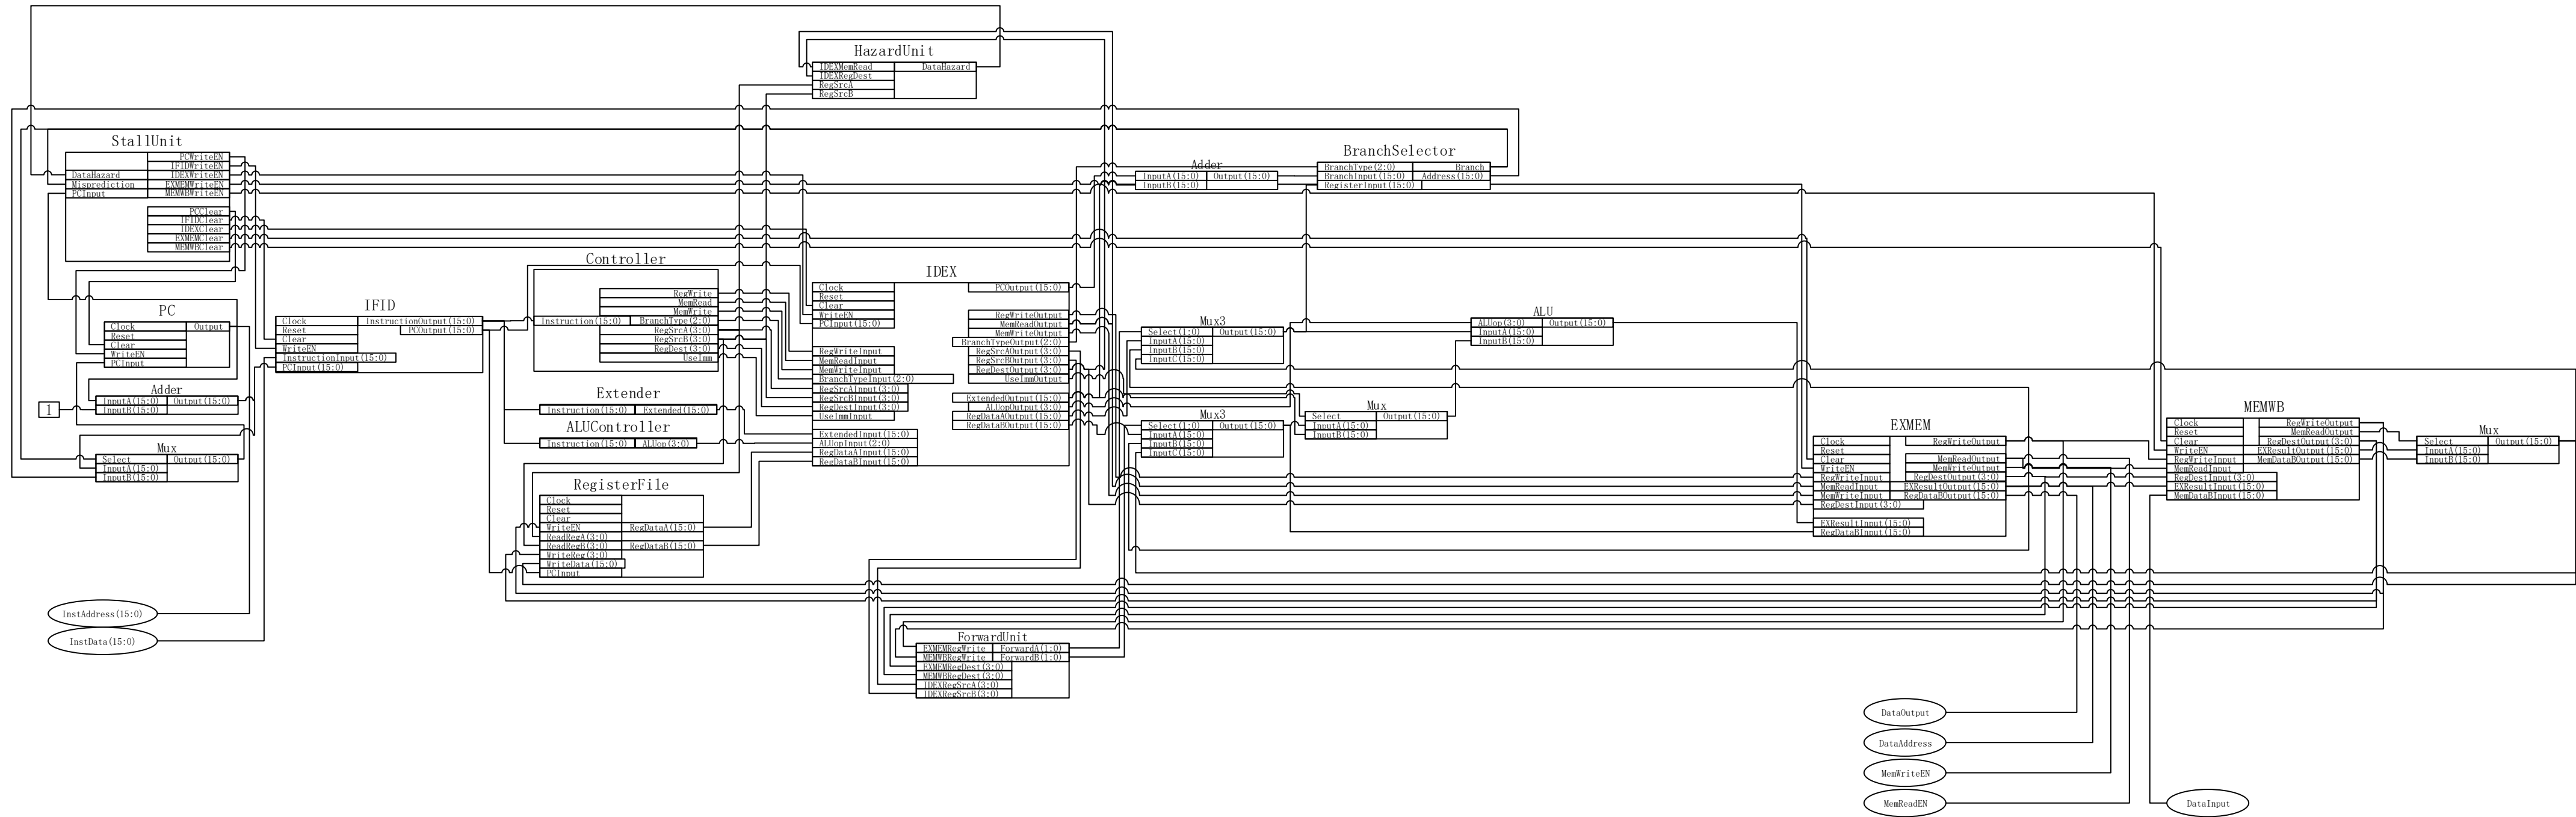 HazardUnit
IDEXMemRead DataHazard
IDEXRegDest
RegSrcA
RegSrcB
StallUnit
PCWriteEN
IFIDWriteEN
DataHazard IDEXWriteEN
Misprediction EXMEMWriteEN
PCInput MEMWBWriteEN
PCClear
IFIDClear
IDEXClear
EXMEMClear
MEMWBClear
Adder
InputA(15:0) Output(15:0)
InputB(15:0)
BranchSelector
BranchType(2:0) Branch
BranchInput(15:0) Address(15:0)
RegisterInput(15:0)
PC
Clock Output
Reset
Clear
WriteEN
PCInput
Adder
InputA(15:0) Output(15:0)
InputB(15:0)
1
Mux
Select Output(15:0)
InputA(15:0)
InputB(15:0)
IFID
Clock InstructionOutput(15:0)
Reset PCOutput(15:0)
Clear
WriteEN
InstructionInput(15:0)
PCInput(15:0)
Controller
RegWrite
MemRead
MemWrite
Instruction(15:0) BranchType(2:0)
RegSrcA(3:0)
RegSrcB(3:0)
RegDest(3:0)
UseImm
Extender
Instruction(15:0) Extended(15:0)
ALUController
Instruction(15:0) ALUop(3:0)
RegisterFile
Clock
Reset
Clear
WriteEN RegDataA(15:0)
ReadRegA(3:0)
ReadRegB(3:0) RegDataB(15:0)
WriteReg(3:0)
WriteData(15:0)
PCInput
IDEX
Clock PCOutput(15:0)
Reset
Clear
WriteEN RegWriteOutput
PCInput(15:0) MemReadOutput
MemWriteOutput
BranchTypeOutput(2:0)
RegWriteInput RegSrcAOutput(3:0)
MemReadInput RegSrcBOutput(3:0)
MemWriteInput RegDestOutput(3:0)
BranchTypeInput(2:0) UseImmOutput
RegSrcAInput(3:0)
RegSrcBInput(3:0) ExtendedOutput(15:0)
RegDestInput(3:0) ALUopOutput(3:0)
UseImmInput RegDataAOutput(15:0)
RegDataBOutput(15:0)
ExtendedInput(15:0)
ALUopInput(2:0)
RegDataAInput(15:0)
RegDataBInput(15:0)
Mux3
Select(1:0) Output(15:0)
InputA(15:0)
InputB(15:0)
InputC(15:0)
Mux3
Select(1:0) Output(15:0)
InputA(15:0)
InputB(15:0)
InputC(15:0)
Mux
Select Output(15:0)
InputA(15:0)
InputB(15:0)
ALU
ALUop(3:0) Output(15:0)
InputA(15:0)
InputB(15:0)
EXMEM
Clock RegWriteOutput
Reset
Clear MemReadOutput
WriteEN MemWriteOutput
RegWriteInput RegDestOutput(3:0)
MemReadInput EXResultOutput(15:0)
MemWriteInput RegDataBOutput(15:0)
RegDestInput(3:0)
EXResultInput(15:0)
RegDataBInput(15:0)
MEMWB
Clock RegWriteOutput
Reset MemReadOutput
Clear RegDestOutput(3:0)
WriteEN EXResultOutput(15:0)
RegWriteInput MemDataBOutput(15:0)
MemReadInput
RegDestInput(3:0)
EXResultInput(15:0)
MemDataBInput(15:0)
Mux
Select Output(15:0)
InputA(15:0)
InputB(15:0)
InstAddress(15:0)
InstData(15:0)
ForwardUnit
EXMEMRegWrite ForwardA(1:0)
MEMWBRegWrite ForwardB(1:0)
EXMEMRegDest(3:0)
MEMWBRegDest(3:0)
IDEXRegSrcA(3:0)
IDEXRegSrcB(3:0)
DataOutput
DataAddress
MemWriteEN
MemReadEN
DataInput